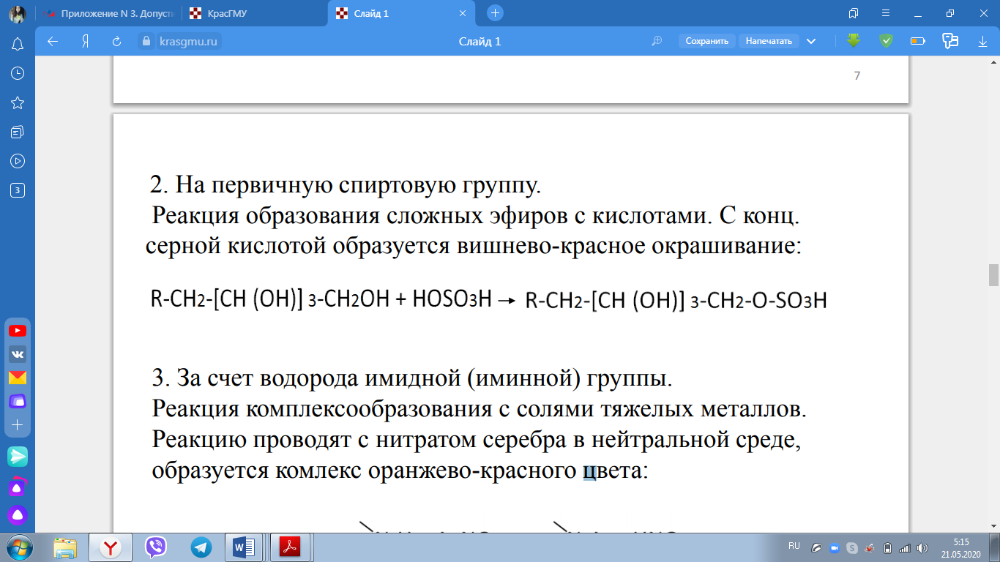 Приложение N 3. Допусти
КрасГМУ
Слайд 1
krasgmu.ru
Слайд 1
Сохранить
Напечатать
7
2. На первичную спиртовую группу.
Реакция образования сложных эфиров с кислотами. С конц.
серной кислотой образуется вишнево-красное окрашивание:
R-CH2-[CH (OH)] 3-CH2OH + HOSO3H → R-CH2-[CH (OH)] 3-CH2-O-SO3H
3. За счет водорода имидной (иминной) группы.
Реакция комплексообразования с солями тяжелых металлов.
Реакцию проводят с нитратом серебра в нейтральной среде,
образуется комлекс оранжево-красного цвета:
3
RU
5:15
21.05.2020